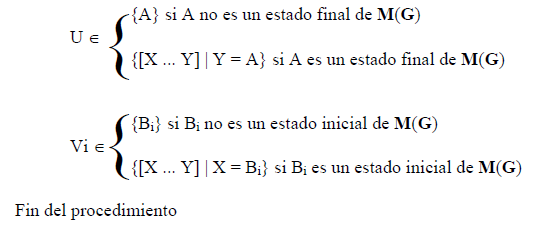 {A} si A no es un estado final de M(G)
U ∈ {
{[X ... Y] | Y = A} si A es un estado final de M(G)
{Bi} si Bi no es un estado inicial de M(G)
Vi ∈ {
{[X ... Y] | X = Bi} si Bi es un estado inicial de M(G)
Fin del procedimiento